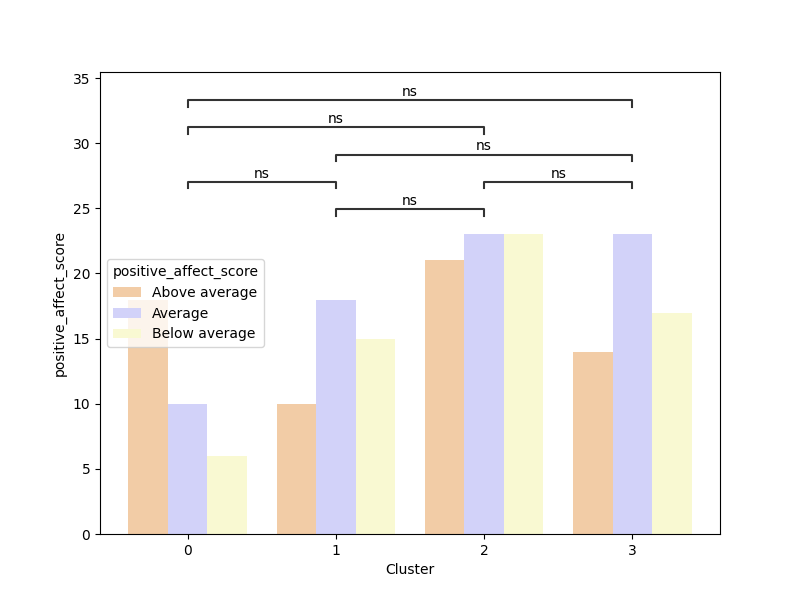 ns
ns
ns
ns
ns
ns
positive_affect_score
35
30
25
20
15
10
5
0
positive_affect_score
Above average
Average
Below average
0
1
2
3
Cluster